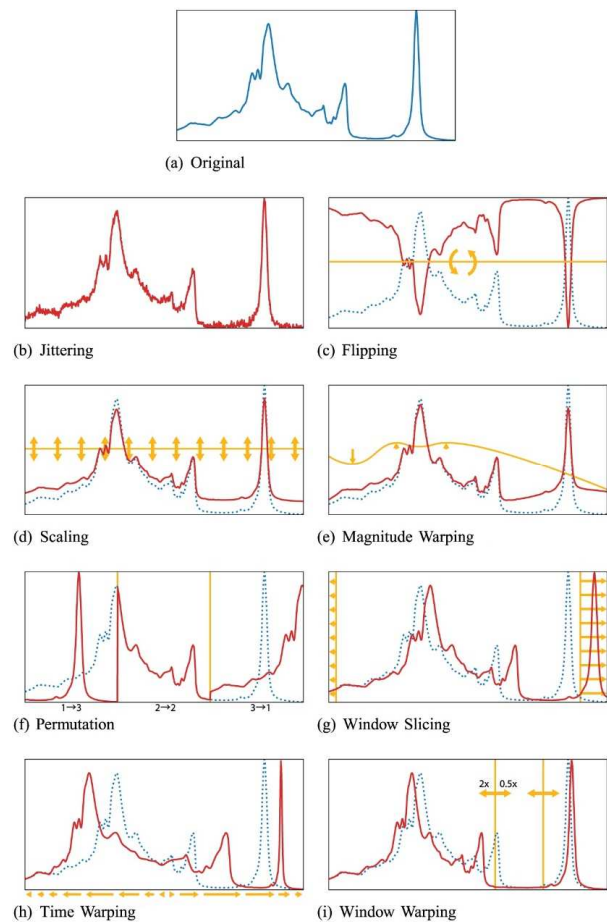 (a) Original
(b) Jittering
(c) Flipping
(d) Scaling
(e) Magnitude Warping
1→3 2→2 3→1
(f) Permutation
(g) Window Slicing
2x 0.5x
(h) Time Warping
(i) Window Warping